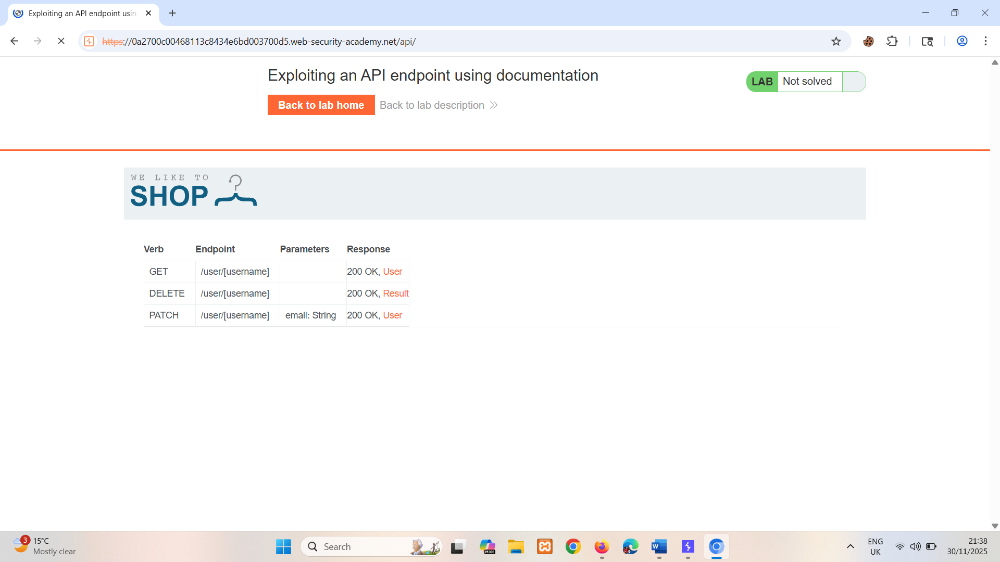 Exploiting an API endpoint usin
https://0a2700c00468113c8434e6bd003700d5.web-security-academy.net/api/
Exploiting an API endpoint using documentation
LAB Not solved
Back to lab home Back to lab description
WE LIKE TO
SHOP
Verb Endpoint Parameters Response
GET /user/[username] 200 OK, User
DELETE /user/[username] 200 OK, Result
PATCH /user/[username] email: String 200 OK, User
3
15°C
Mostly clear
Search
M365
W
ENG
UK
21:38
30/11/2025